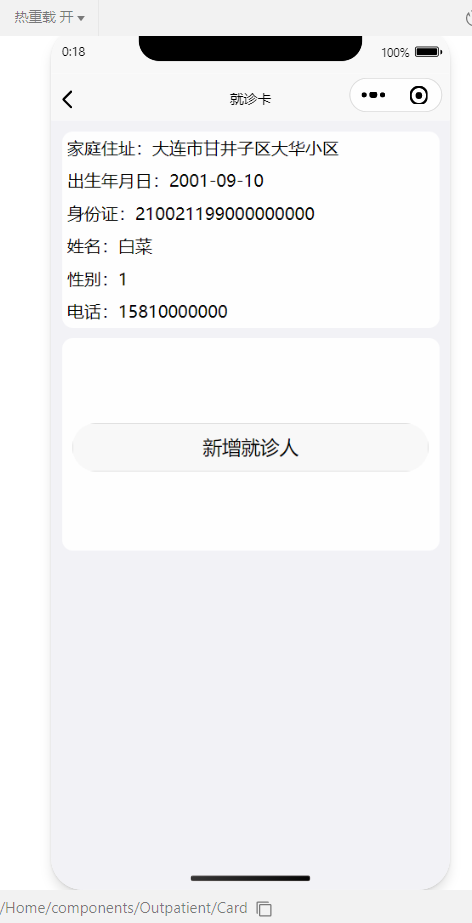 热重载 开
0:18
100%
就诊卡
家庭住址：大连市甘井子区大华小区
出生年月日：2001-09-10
身份证：210021199000000000
姓名：白菜
性别：1
电话：15810000000
新增就诊人
/Home/components/Outpatient/Card